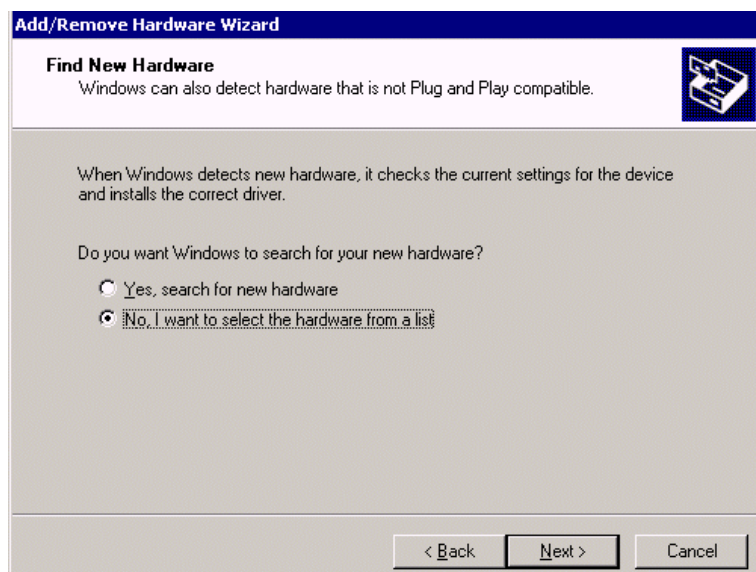 Add/Remove Hardware Wizard
Find New Hardware
Windows can also detect hardware that is not Plug and Play compatible.
When Windows detects new hardware, it checks the current settings for the device
and installs the correct driver.
Do you want Windows to search for your new hardware?
Yes, search for new hardware
No, I want to select the hardware from a list
< Back
Next >
Cancel